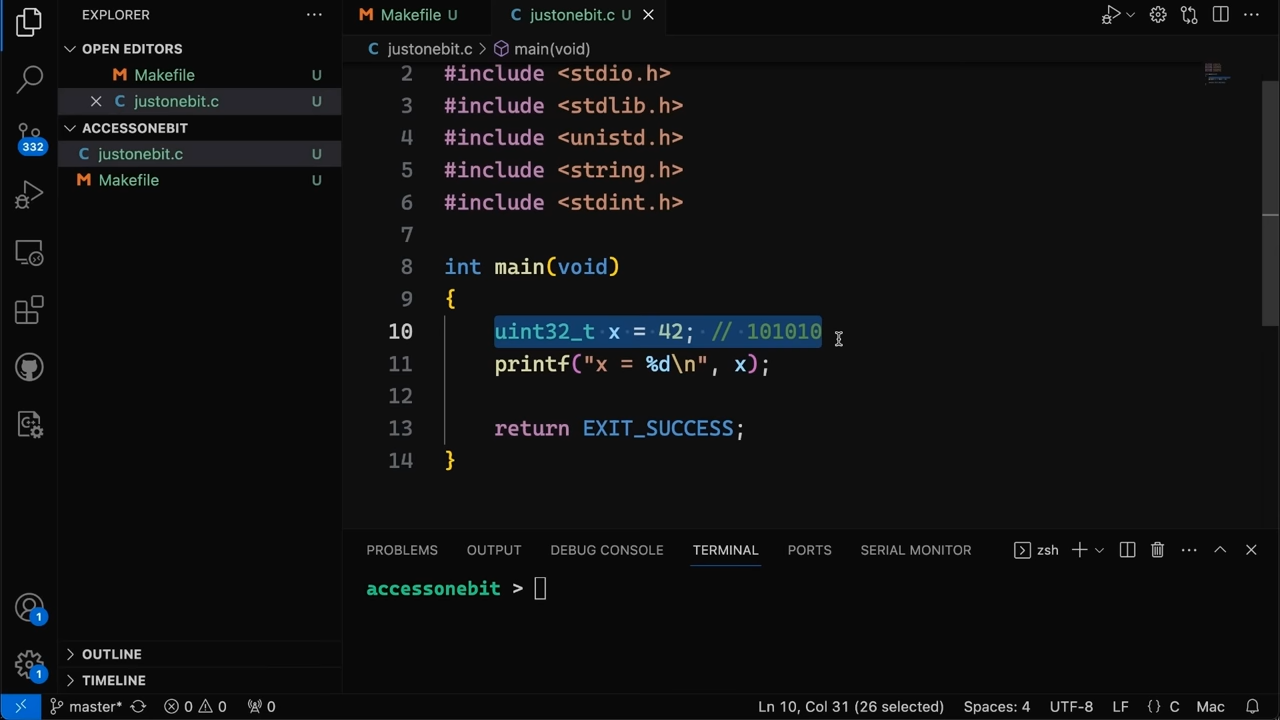 EXPLORER ···
Makefile U
justonebit.c U
OPEN EDITORS
Makefile U
justonebit.c U
ACCESSONEBIT
justonebit.c U
Makefile U
332
justonebit.c > main(void)
2 #include <stdio.h>
3 #include <stdlib.h>
4 #include <unistd.h>
5 #include <string.h>
6 #include <stdint.h>
7
8 int main(void)
9 {
10 uint32_t x = 42; // 101010
11 printf("x = %d\n", x);
12
13 return EXIT_SUCCESS;
14 }
PROBLEMS OUTPUT DEBUG CONSOLE TERMINAL PORTS SERIAL MONITOR zsh
accessonebit >
1
1
OUTLINE
TIMELINE
master* 0 0 0 Ln 10, Col 31 (26 selected) Spaces: 4 UTF-8 LF {} C Mac